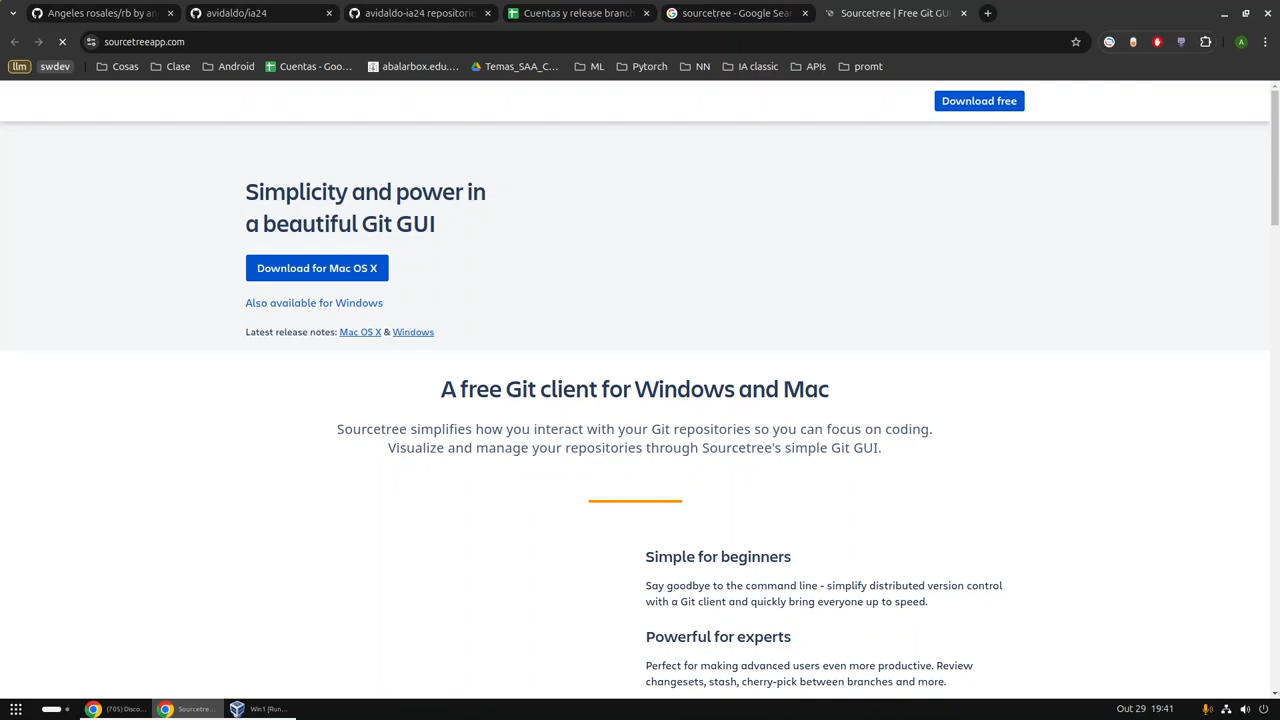 Angeles rosales/rb by an
avidaldo/ia24
avidaldo-ia24 repositorie
Cuentas y release branch
sourcetree - Google Sea
Sourcetree | Free Git GU
sourcetreeapp.com
A
llm
swdev
Cosas
Clase
Android
Cuentas - Goo...
abalarbox.edu....
Temas_SAA_C...
ML
Pytorch
NN
IA classic
APIs
promt
Download free
Simplicity and power in
a beautiful Git GUI
Download for Mac OS X
Also available for Windows
Latest release notes: Mac OS X & Windows
A free Git client for Windows and Mac
Sourcetree simplifies how you interact with your Git repositories so you can focus on coding.
Visualize and manage your repositories through Sourcetree's simple Git GUI.
Simple for beginners
Say goodbye to the command line - simplify distributed version control
with a Git client and quickly bring everyone up to speed.
Powerful for experts
Perfect for making advanced users even more productive. Review
changesets, stash, cherry-pick between branches and more.
(705) Disco...
Sourcetre...
Win1 [Run...
Out 29 19:41